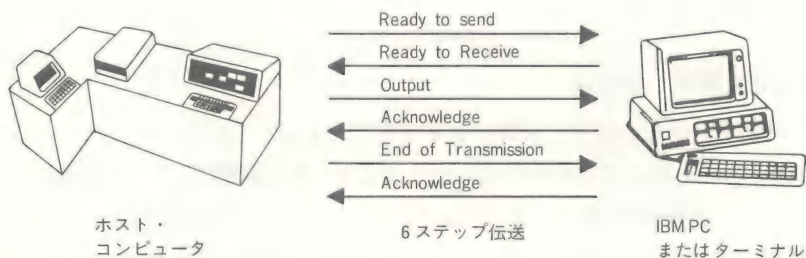 Ready to send
Ready to Receive
Output
Acknowledge
End of Transmission
Acknowledge
ホスト・
コンピュータ
6ステップ伝送
IBM PC
またはターミナル